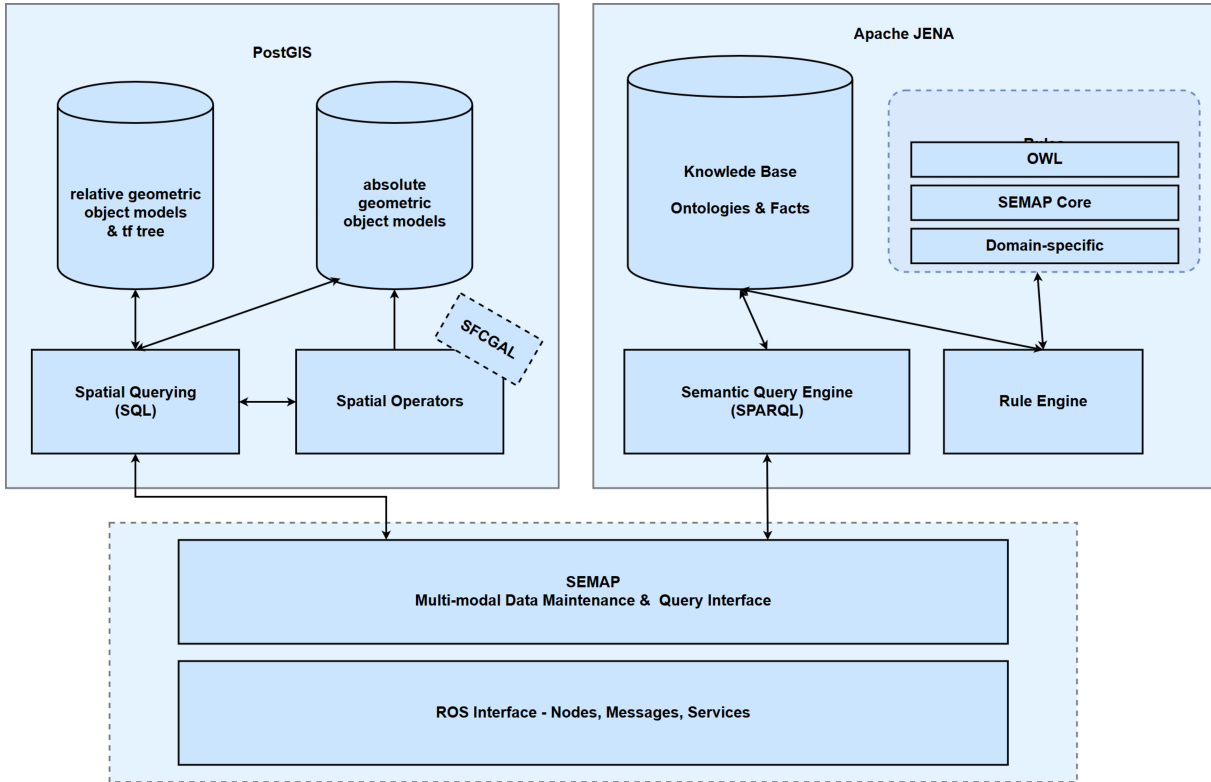 PostGIS
Apache JENA
relative geometric
object models
& tf tree
absolute
geometric
object models
Knowlede Base
Ontologies & Facts
Rules
OWL
SEMAP Core
Domain-specific
SFCGAL
Spatial Querying
(SQL)
Spatial Operators
Semantic Query Engine
(SPARQL)
Rule Engine
SEMAP
Multi-modal Data Maintenance &  Query Interface
ROS Interface - Nodes, Messages, Services